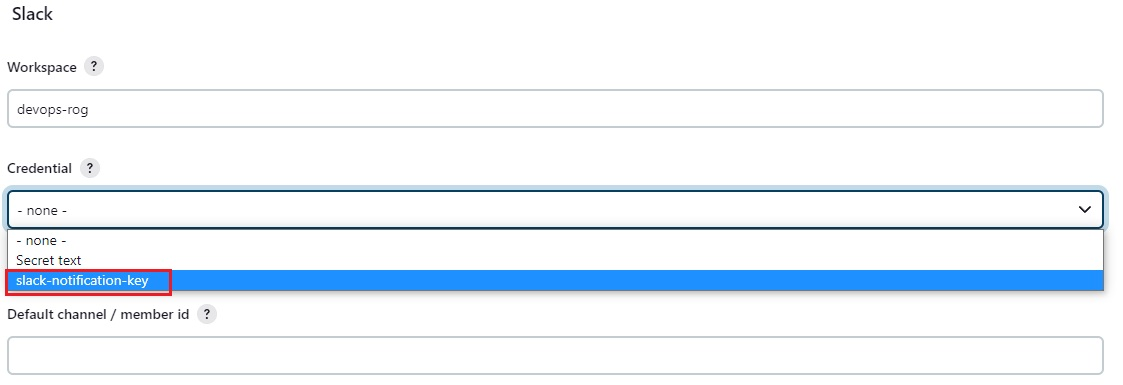 Slack
Workspace ?
devops-rog
Credential ?
- none -
- none -
Secret text
slack-notification-key
Default channel / member id ?